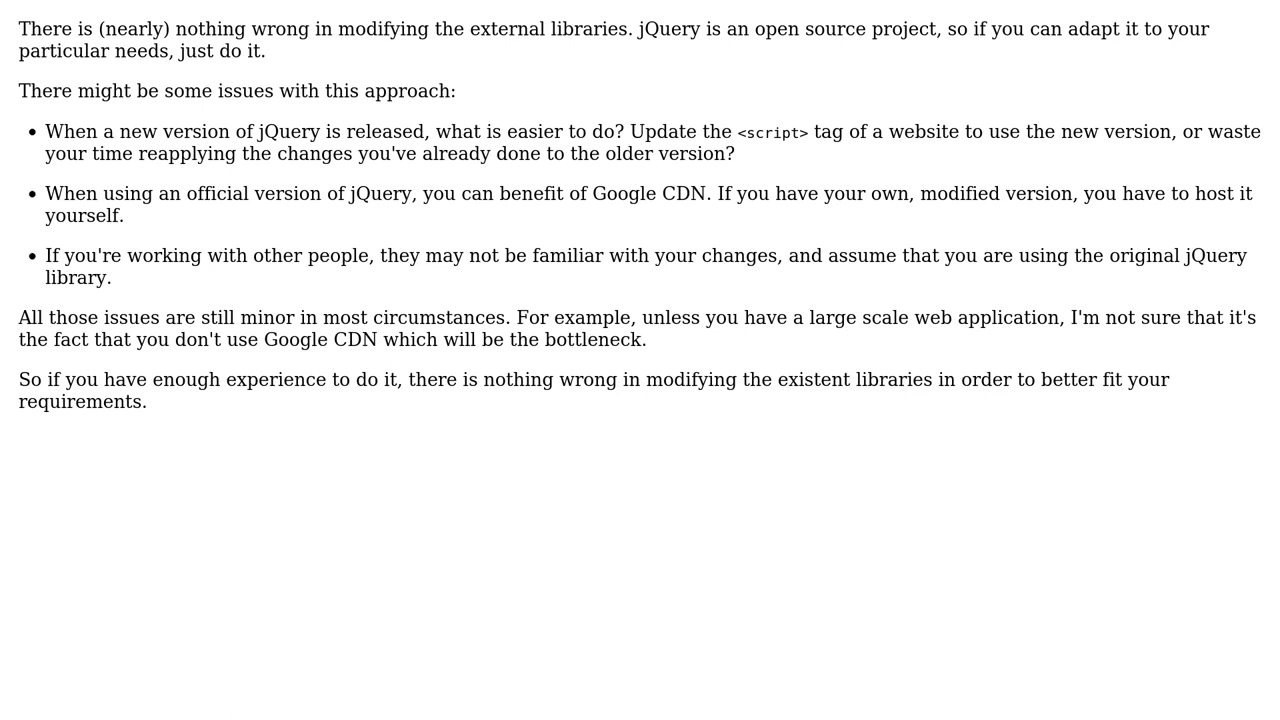 There is (nearly) nothing wrong in modifying the external libraries. jQuery is an open source project, so if you can adapt it to your
particular needs, just do it.
There might be some issues with this approach:
• When a new version of jQuery is released, what is easier to do? Update the <script> tag of a website to use the new version, or waste
your time reapplying the changes you've already done to the older version?
• When using an official version of jQuery, you can benefit of Google CDN. If you have your own, modified version, you have to host it
yourself.
• If you're working with other people, they may not be familiar with your changes, and assume that you are using the original jQuery
library.
All those issues are still minor in most circumstances. For example, unless you have a large scale web application, I'm not sure that it's
the fact that you don't use Google CDN which will be the bottleneck.
So if you have enough experience to do it, there is nothing wrong in modifying the existent libraries in order to better fit your
requirements.